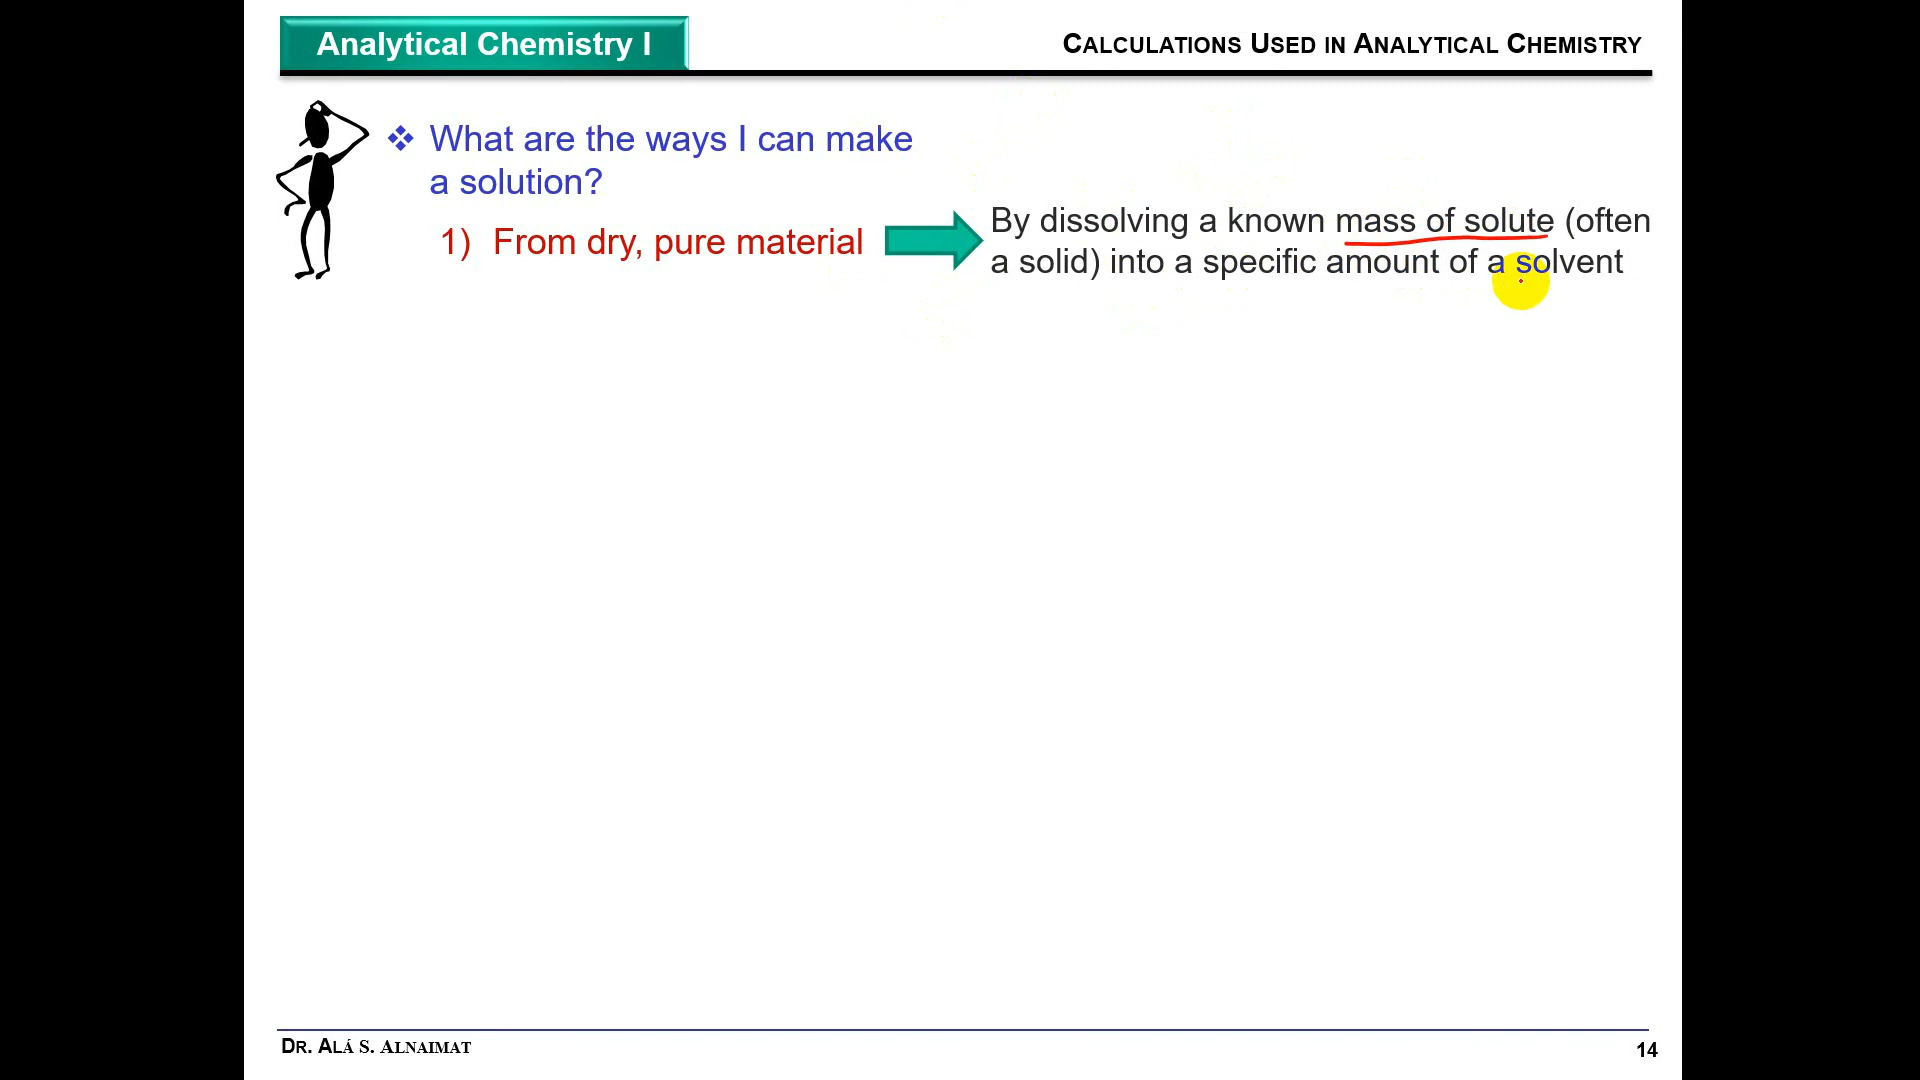 Analytical Chemistry I
CALCULATIONS USED IN ANALYTICAL CHEMISTRY
❖ What are the ways I can make
a solution?
1) From dry, pure material
By dissolving a known mass of solute (often
a solid) into a specific amount of a solvent
DR. ALÁ S. ALNAIMAT
14